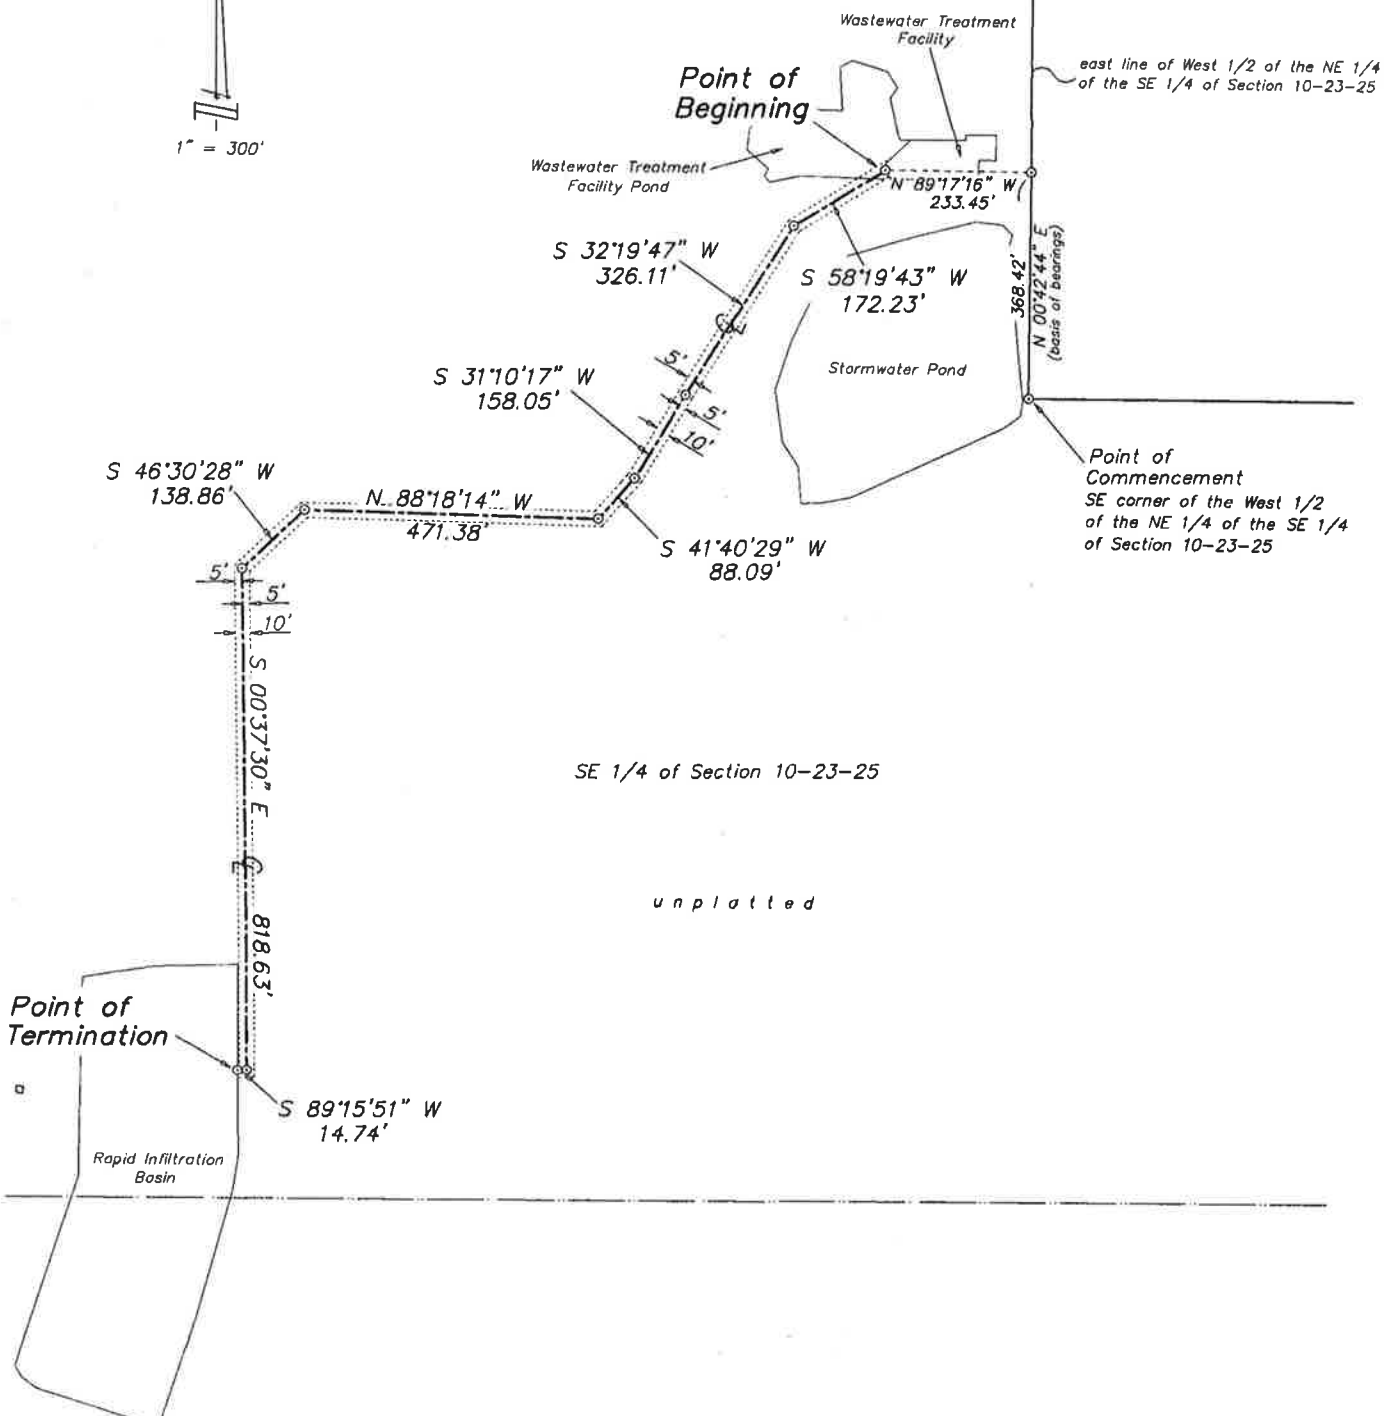 Wastewater Treatment
Facility
east line of West 1/2 of the NE 1/4
of the SE 1/4 of Section 10-23-25
Point of
Beginning
1" = 300'
Wastewater Treatment
Facility Pond
N 89°17'16" W
233.45'
S 32°19'47" W
326.11'
S 58°19'43" W
172.23'
368.42'
N 00°42'44" E
(basis of bearings)
Stormwater Pond
5'
S 31°10'17" W
158.05'
5'
10'
Point of
Commencement
SE corner of the West 1/2
of the NE 1/4 of the SE 1/4
of Section 10-23-25
S 46°30'28" W
138.86'
N 88°18'14" W
471.38'
S 41°40'29" W
88.09'
5'
5'
10'
S 00°37'30" E
818.63'
SE 1/4 of Section 10-23-25
unplatted
Point of
Termination
S 89°15'51" W
14.74'
Rapid Infiltration
Basin